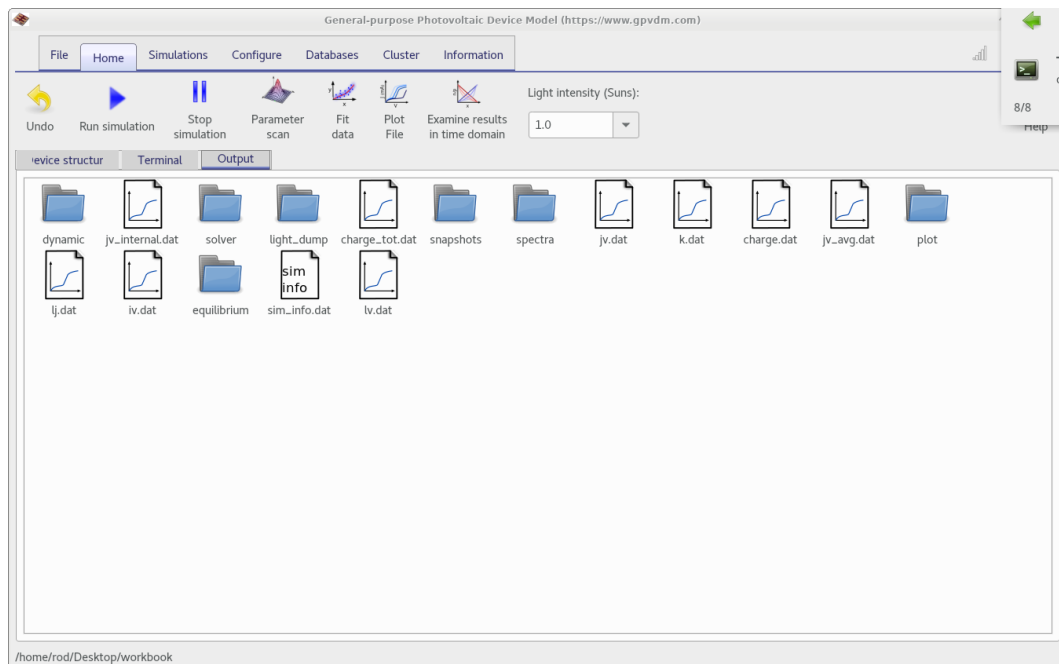 General-purpose Photovoltaic Device Model (https://www.gpvdm.com)
File Home Simulations Configure Databases Cluster Information
Undo
Run simulation
Stop simulation
Parameter scan
Fit data
Plot File
Examine results in time domain
Light intensity (Suns):
1.0
8/8
Help
evice structur Terminal Output
dynamic jv_internal.dat solver light_dump charge_tot.dat snapshots spectra jv.dat k.dat charge.dat jv_avg.dat plot
sim
info
lj.dat iv.dat equilibrium sim_info.dat lv.dat
/home/rod/Desktop/workbook